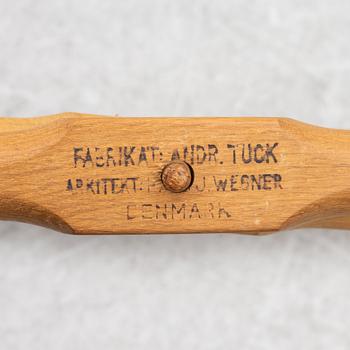 FABRIKAT: ANDR. TUCK
ARKITEKT: J. WEGNER
DENMARK